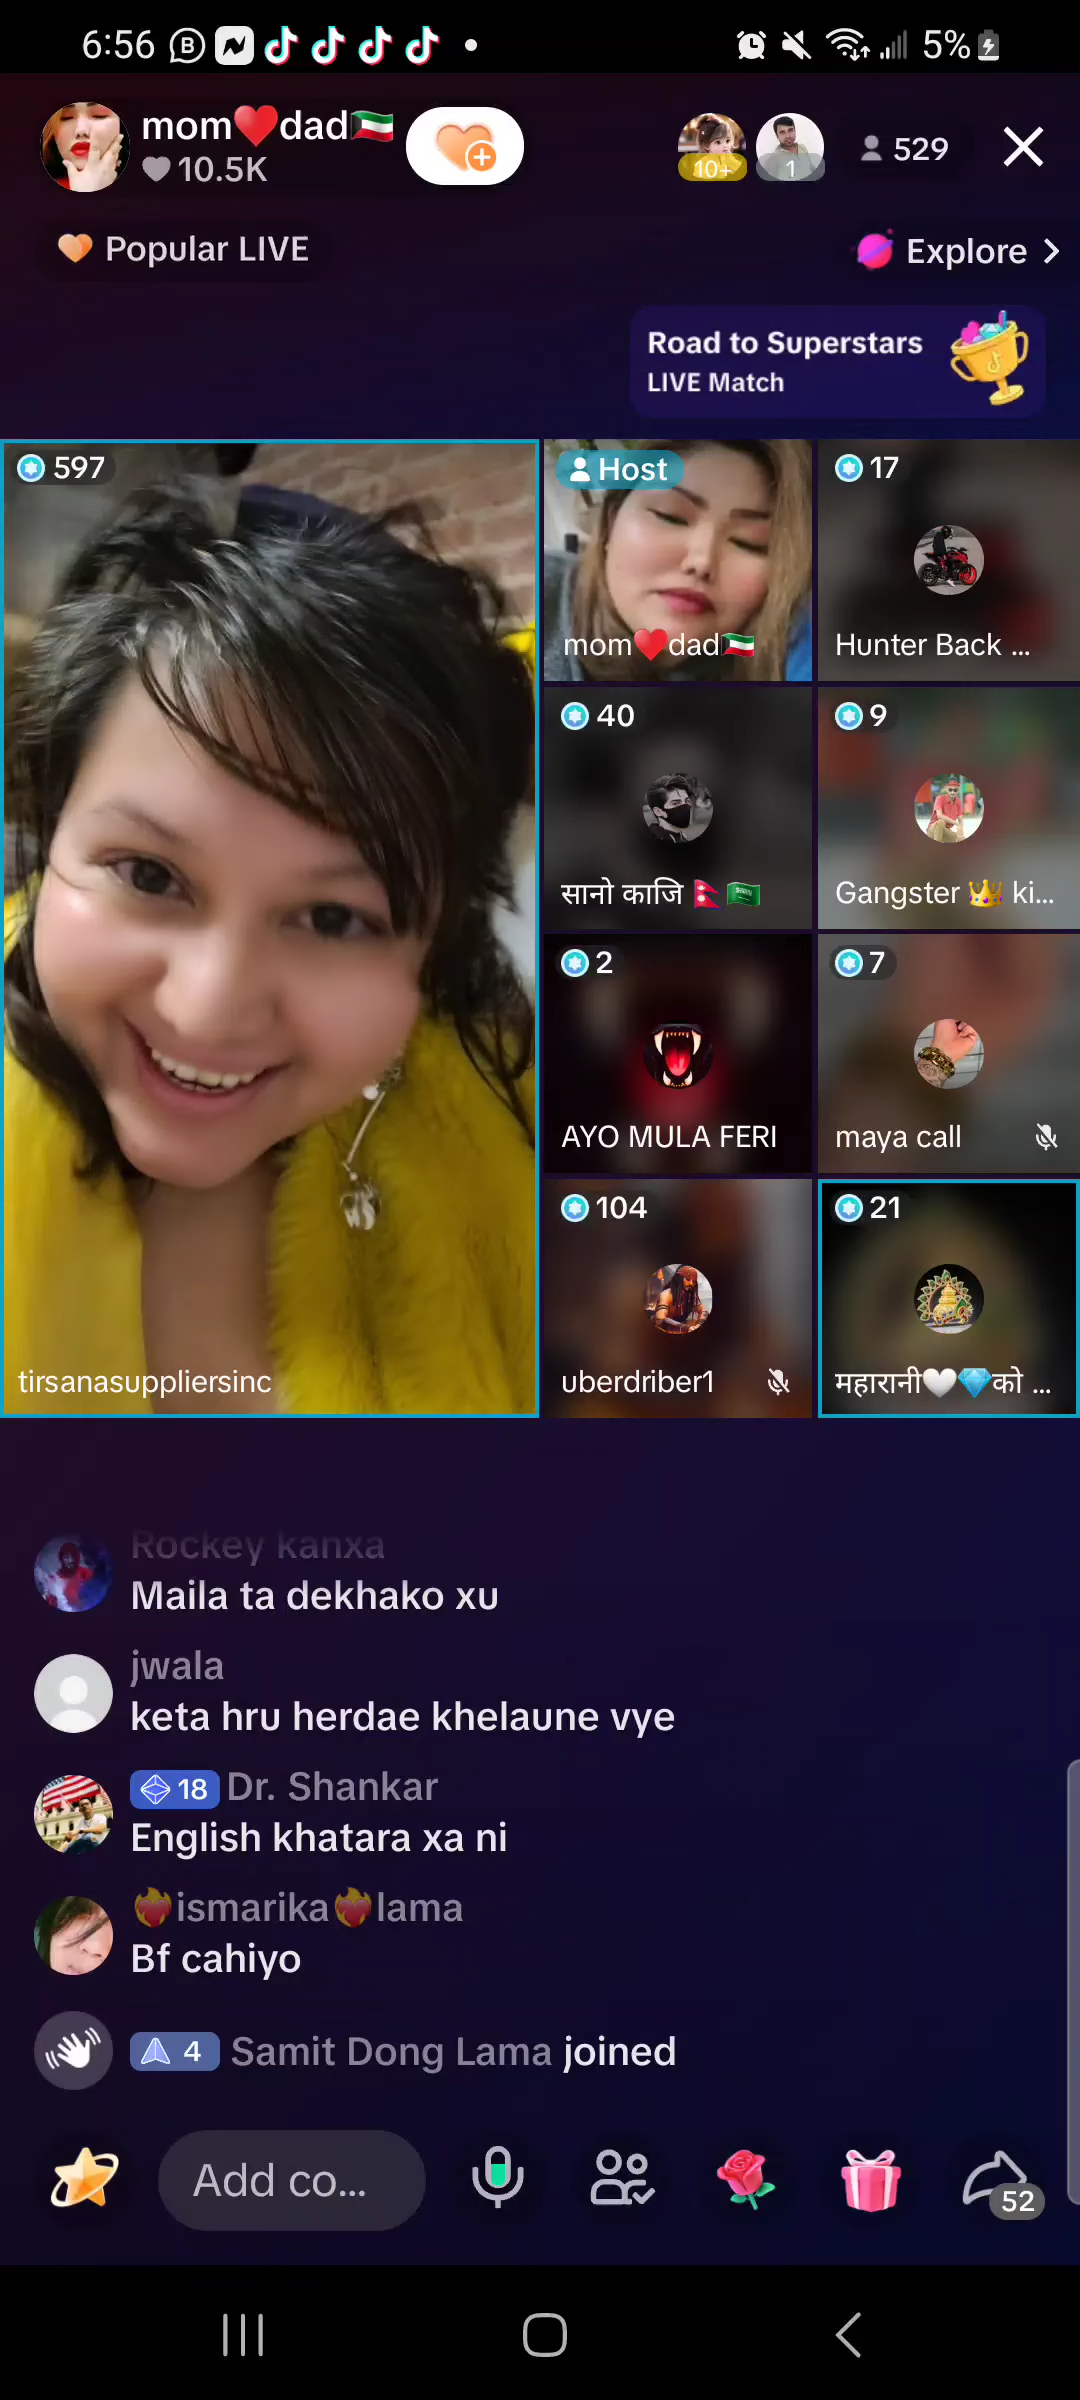 6:56
5%
mom❤️dad🇰🇼
10.5K
10+
1
529
Popular LIVE
Explore
Road to Superstars
LIVE Match
597
Host
17
mom❤️dad🇰🇼
Hunter Back ...
40
9
सानो काजि 🇳🇵🇸🇦
Gangster 👑 ki...
2
7
AYO MULA FERI
maya call
104
21
tirsanasuppliersinc
uberdriber1
महारानी🤍💎को ...
Rockey kanxa
Maila ta dekhako xu
jwala
keta hru herdae khelaune vye
18 Dr. Shankar
English khatara xa ni
❤️‍🔥ismarika❤️‍🔥lama
Bf cahiyo
4 Samit Dong Lama joined
Add co...
52